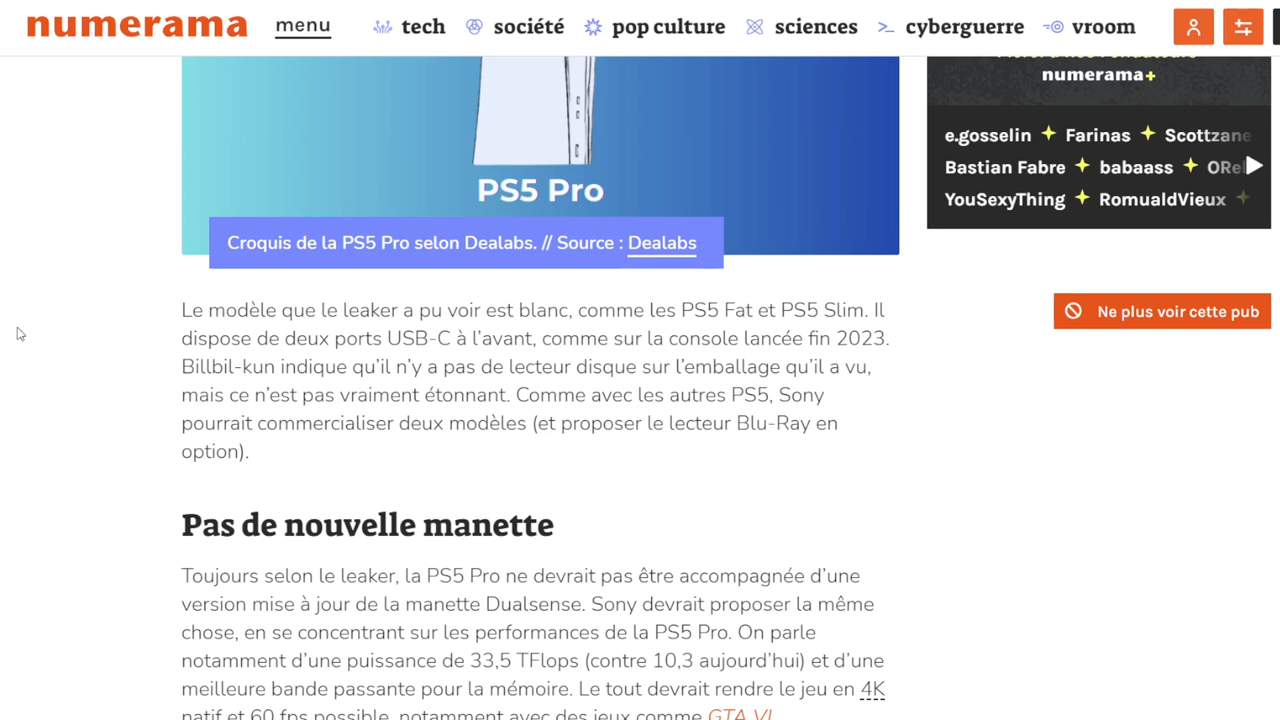 numerama
menu
tech
société
pop culture
sciences
cyberguerre
vroom
PS5 Pro
Croquis de la PS5 Pro selon Dealabs. // Source : Dealabs
numerama+
e.gosselin Farinas Scottzane
Bastian Fabre babaass
YouSexyThing RomualdVieux
Ne plus voir cette pub
Le modèle que le leaker a pu voir est blanc, comme les PS5 Fat et PS5 Slim. Il
dispose de deux ports USB-C à l’avant, comme sur la console lancée fin 2023.
Billbil-kun indique qu’il n’y a pas de lecteur disque sur l’emballage qu’il a vu,
mais ce n’est pas vraiment étonnant. Comme avec les autres PS5, Sony
pourrait commercialiser deux modèles (et proposer le lecteur Blu-Ray en
option).
Pas de nouvelle manette
Toujours selon le leaker, la PS5 Pro ne devrait pas être accompagnée d’une
version mise à jour de la manette Dualsense. Sony devrait proposer la même
chose, en se concentrant sur les performances de la PS5 Pro. On parle
notamment d’une puissance de 33,5 TFlops (contre 10,3 aujourd’hui) et d’une
meilleure bande passante pour la mémoire. Le tout devrait rendre le jeu en 4K
natif et 60 fps possible, notamment avec des jeux comme GTA VI.